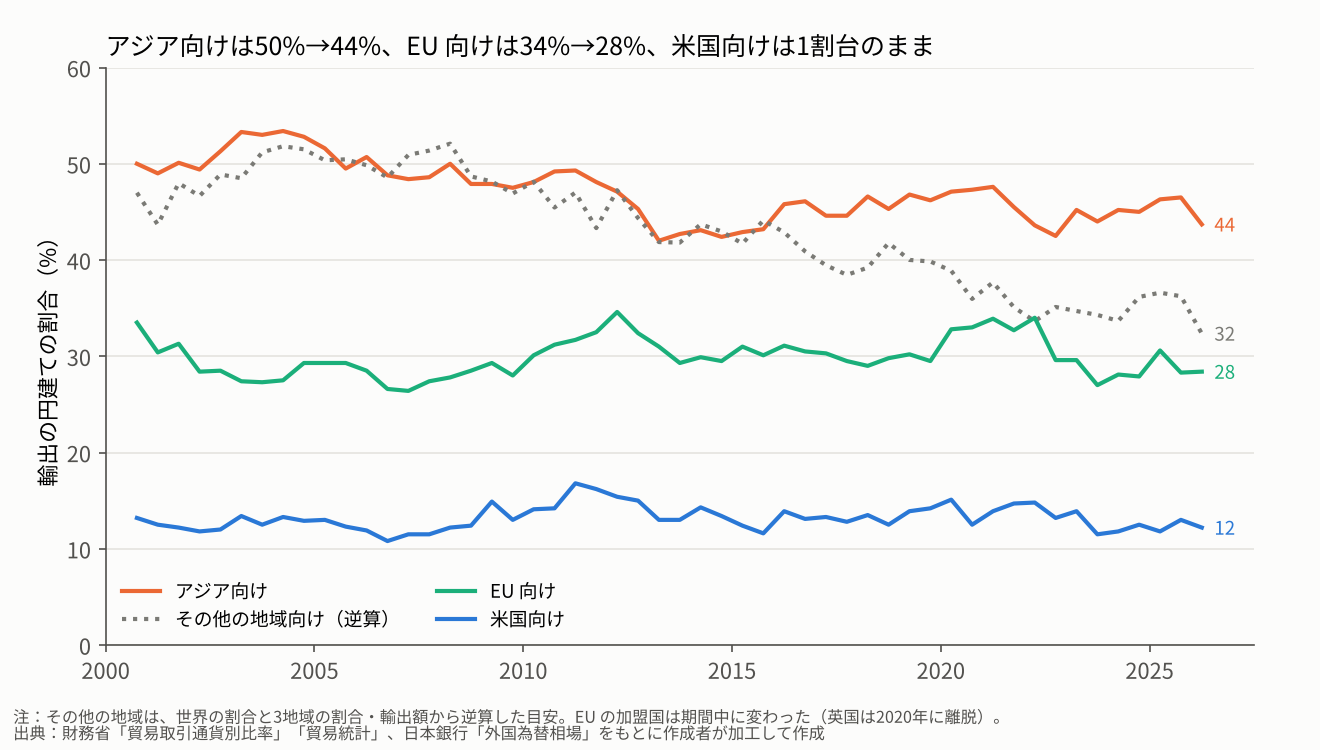 アジア向けは50%→44%、EU 向けは34%→28%、米国向けは1割台のまま
輸出の円建ての割合（%）
60
50
40
30
20
10
0
2000
2005
2010
2015
2020
2025
44
32
28
12
アジア向け
その他の地域向け（逆算）
EU 向け
米国向け
注：その他の地域は、世界の割合と3地域の割合・輸出額から逆算した目安。EU の加盟国は期間中に変わった（英国は2020年に離脱）。
出典：財務省「貿易取引通貨別比率」「貿易統計」、日本銀行「外国為替相場」をもとに作成者が加工して作成